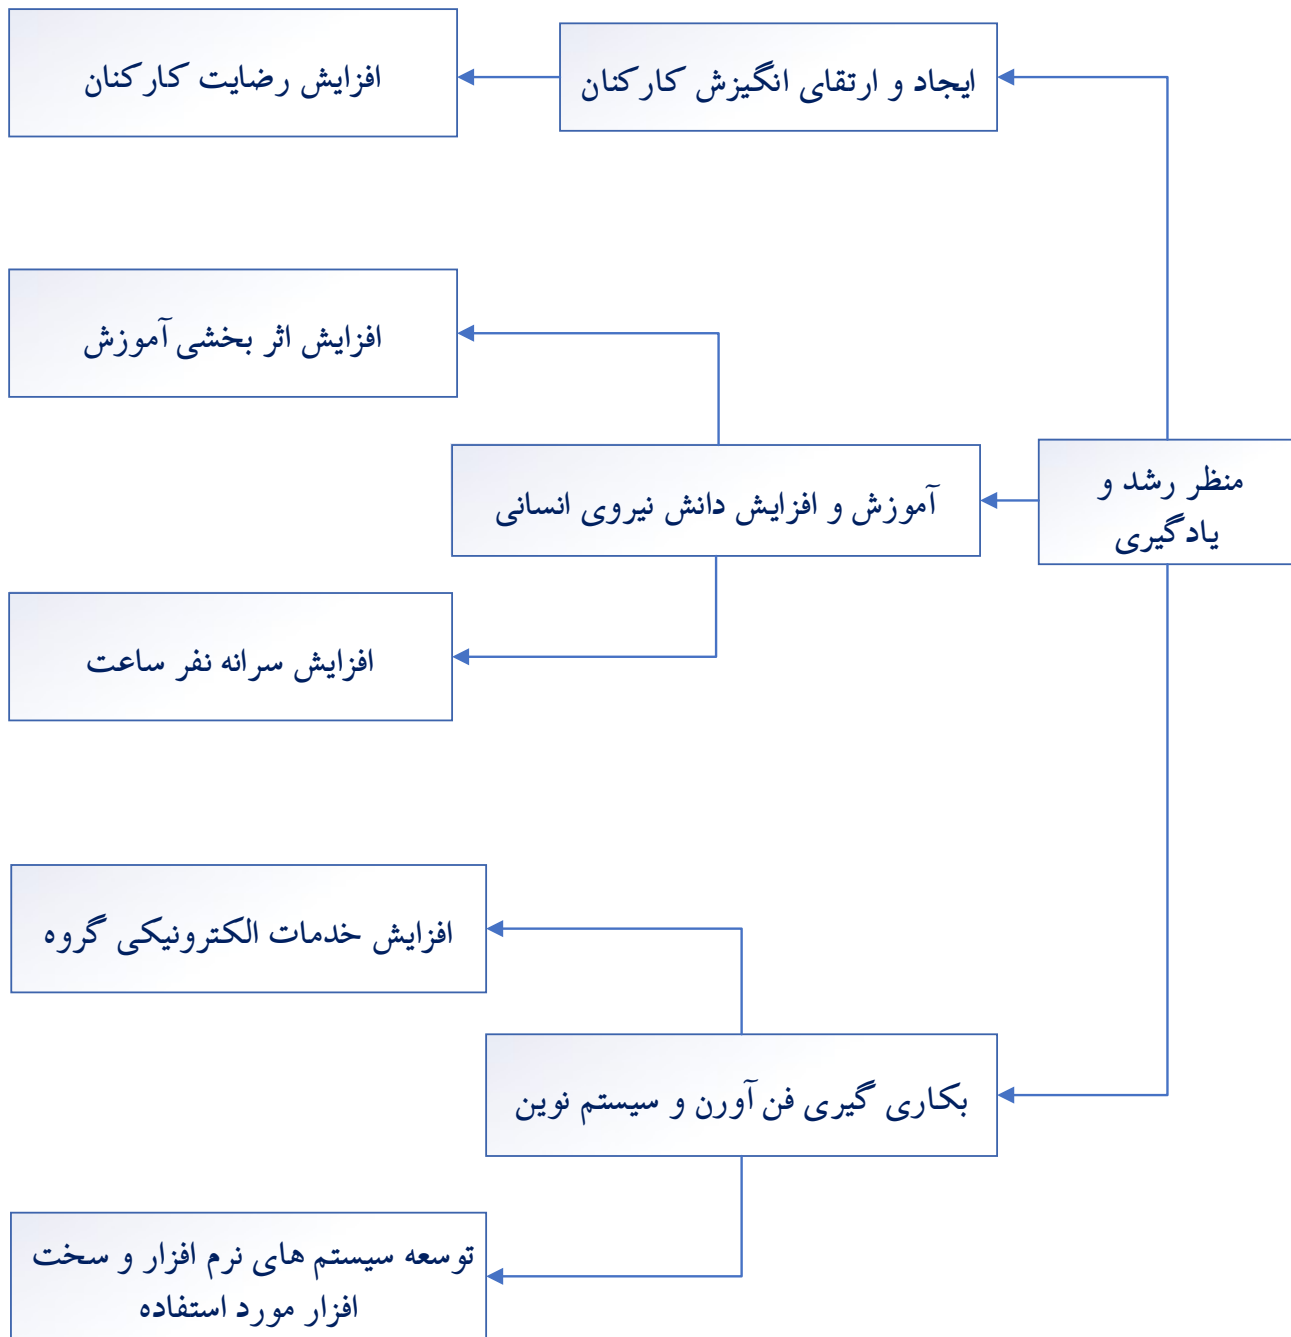 ایجاد و ارتقای انگیزش کارکنان
افزایش رضایت کارکنان
افزایش اثر بخشی آموزش
منظر رشد و
یادگیری
آموزش و افزایش دانش نیروی انسانی
افزایش سرانه نفر ساعت
افزایش خدمات الکترونیکی گروه
بکاری گیری فن آورن و سیستم نوین
توسعه سیستم های نرم افزار و سخت
افزار مورد استفاده